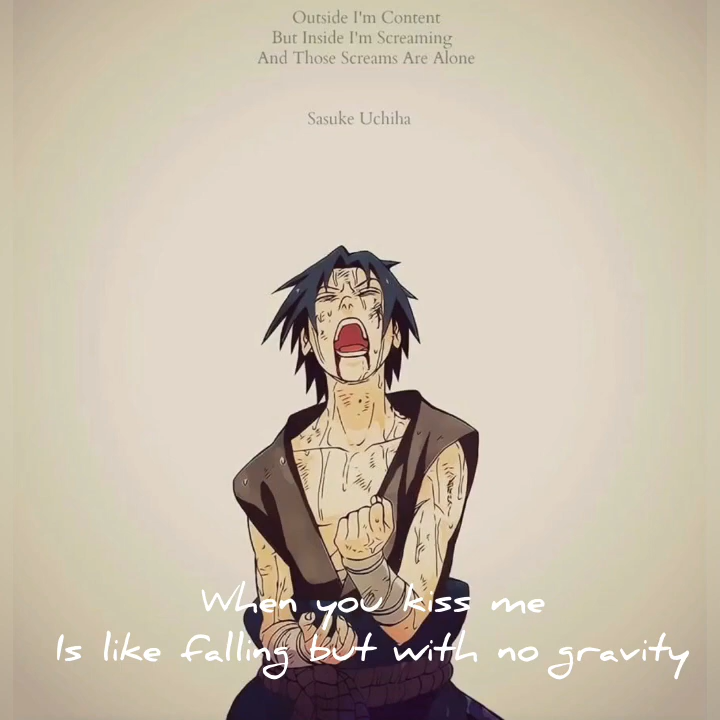 Outside I'm Content
But Inside I'm Screaming
And Those Screams Are Alone
Sasuke Uchiha
When you kiss me
Is like falling but with no gravity